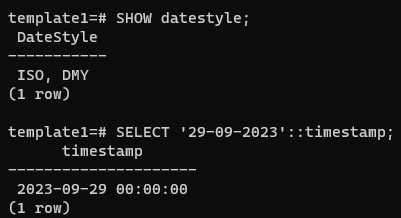 template1=# SHOW datestyle;
 DateStyle
-----------
 ISO, DMY
(1 row)

template1=# SELECT '29-09-2023'::timestamp;
      timestamp
---------------------
 2023-09-29 00:00:00
(1 row)